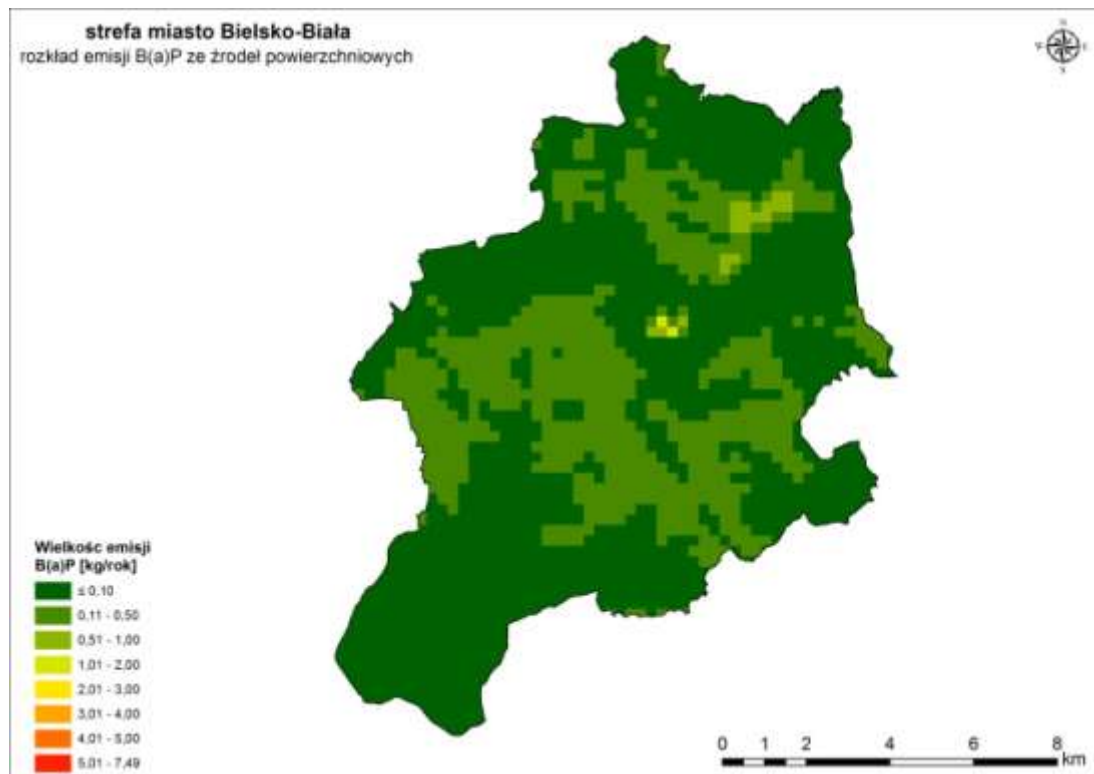 strefa miasto Bielsko-Biała
rozkład emisji B(a)P ze źrodeł powierzchniowych
Wielkośc emisji
B(a)P [kg/rok]
≤ 0,10
0,11 - 0,50
0,51 - 1,00
1,01 - 2,00
2,01 - 3,00
3,01 - 4,00
4,01 - 5,00
5,01 - 7,49
0 1 2 4 6 8
km